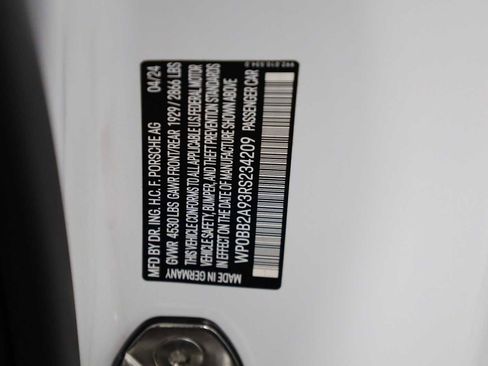 MFD BY DR. ING. H.C. F. PORSCHE AG 04/24
GVWR 4530 LBS GAWR FRONT/REAR 1929 / 2866 LBS
VEHICLE CONFORMS TO ALL APPLICABLE U.S. FEDERAL MOTOR
VEHICLE SAFETY, BUMPER, AND THEFT PREVENTION STANDARDS
IN EFFECT ON DATE OF MANUFACTURE SHOWN ABOVE
WP0BB2A93RS234209 PASSENGER CAR
MADE IN GERMANY